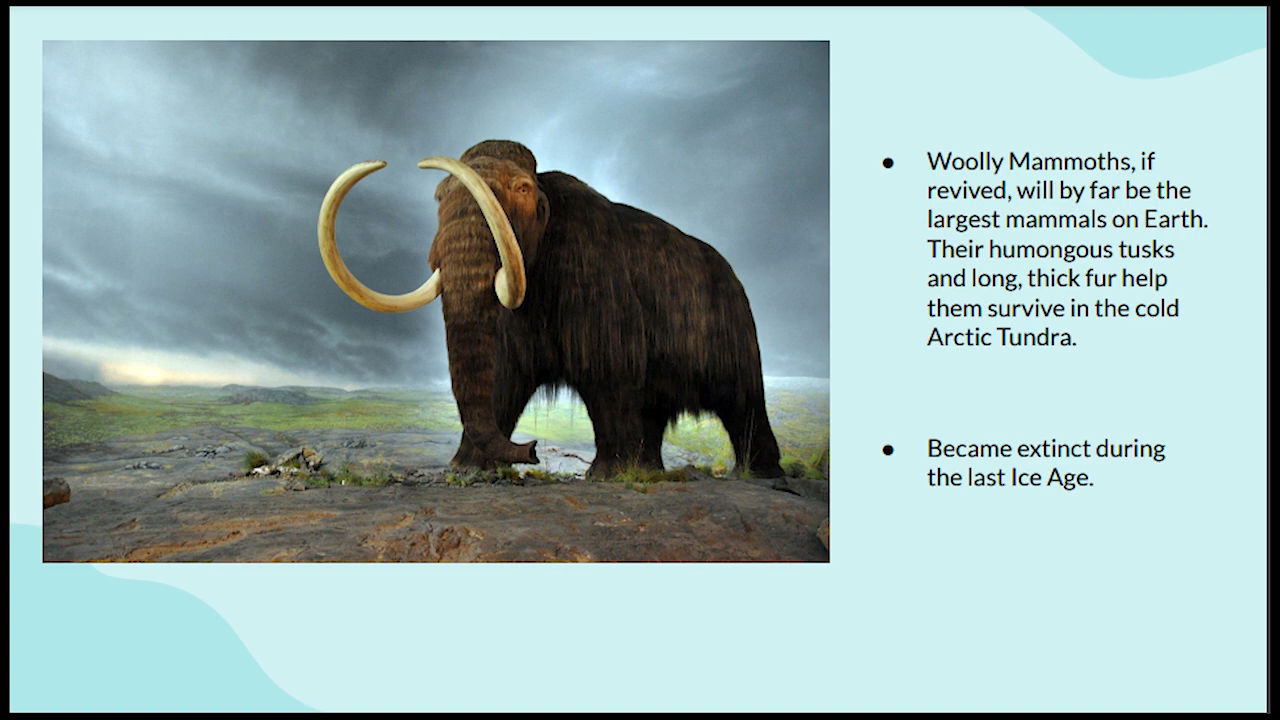 ● Woolly Mammoths, if
revived, will by far be the
largest mammals on Earth.
Their humongous tusks
and long, thick fur help
them survive in the cold
Arctic Tundra.
● Became extinct during
the last Ice Age.